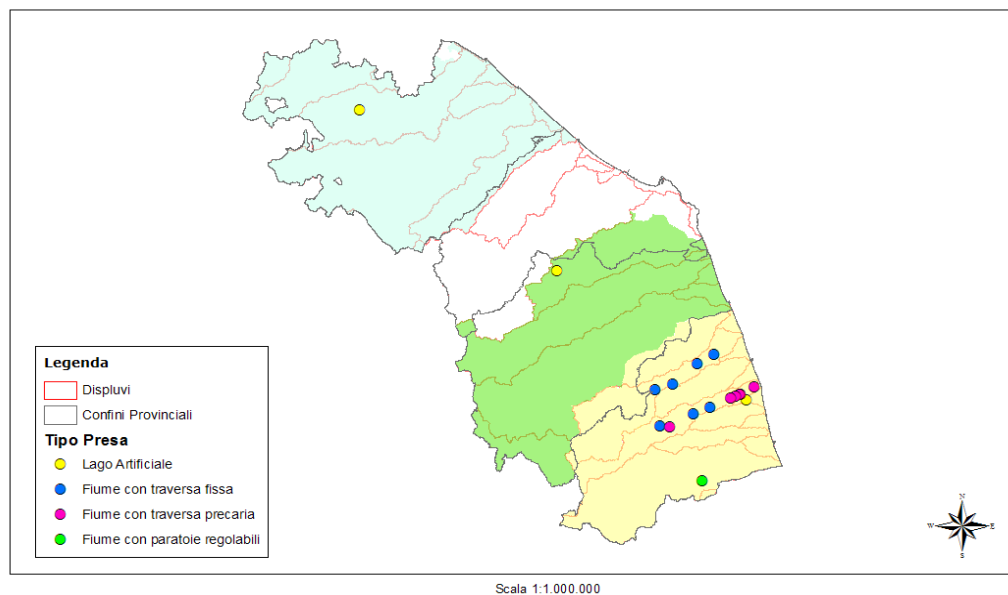 Legenda
Displuvi
Confini Provinciali
Tipo Presa
Lago Artificiale
Fiume con traversa fissa
Fiume con traversa precaria
Fiume con paratoie regolabili
N
W
E
S
Scala 1:1.000.000